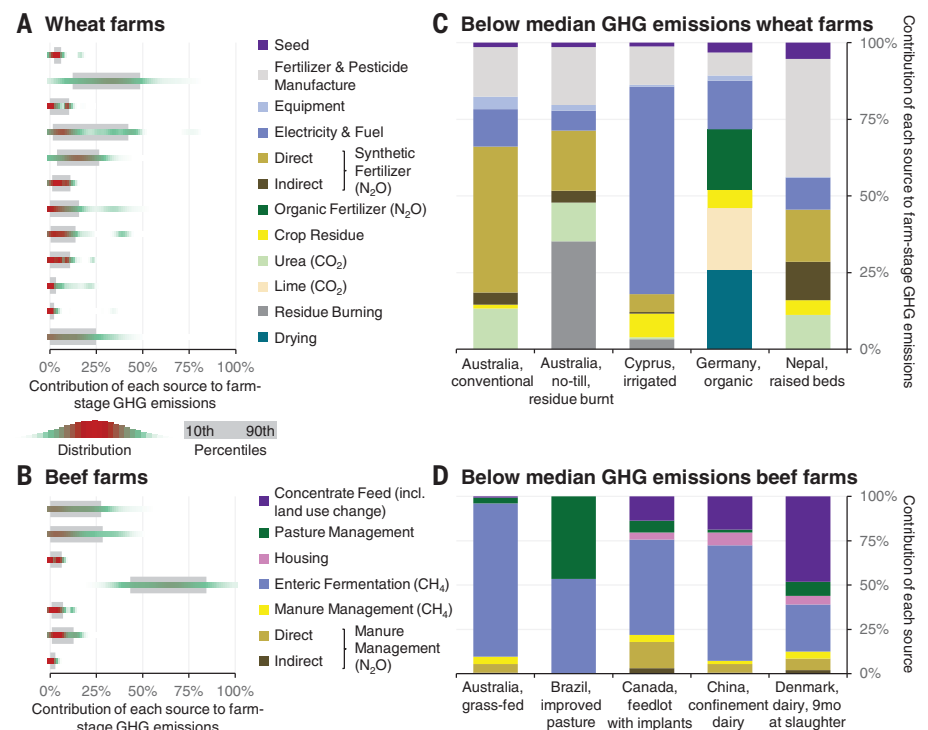 A Wheat farms
Seed
Fertilizer & Pesticide
Manufacture
Equipment
Electricity & Fuel
Direct
Indirect
Synthetic
Fertilizer
(N₂O)
Organic Fertilizer (N₂O)
Crop Residue
Urea (CO₂)
Lime (CO₂)
Residue Burning
Drying
0% 25% 50% 75% 100%
Contribution of each source to farm-
stage GHG emissions
Distribution
10th 90th
Percentiles
C Below median GHG emissions wheat farms
100%
75%
50%
25%
0%
Contribution of each source to farm-stage GHG emissions
Australia,
conventional
Australia,
no-till,
residue burnt
Cyprus,
irrigated
Germany,
organic
Nepal,
raised beds
B Beef farms
Concentrate Feed (incl.
land use change)
Pasture Management
Housing
Enteric Fermentation (CH₄)
Manure Management (CH₄)
Direct
Indirect
Manure
Management
(N₂O)
0% 25% 50% 75% 100%
Contribution of each source to farm-
stage GHG emissions
D Below median GHG emissions beef farms
100%
75%
50%
25%
0%
Contribution of each source
Australia,
grass-fed
Brazil,
improved
pasture
Canada,
feedlot
with implants
China,
confinement
dairy
Denmark,
dairy, 9mo
at slaughter